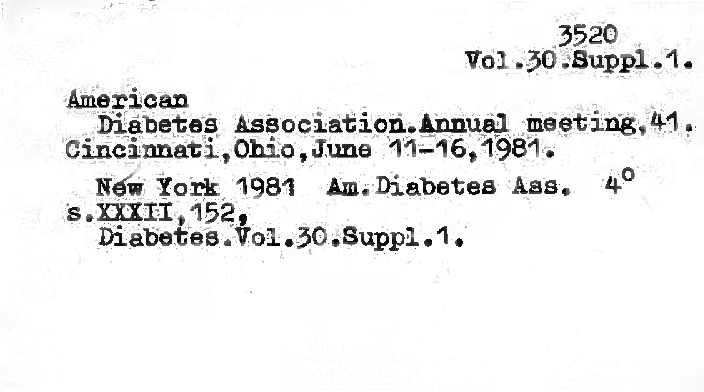 3520
Vol.30.Suppl.1.
American
Diabetes Association.Annual meeting,41.
Cincinnati,Ohio,June 11-16,1981.
New York 1981 Am.Diabetes Ass. 4°
s.XXXII,152,
Diabetes.Vol.30.Suppl.1.